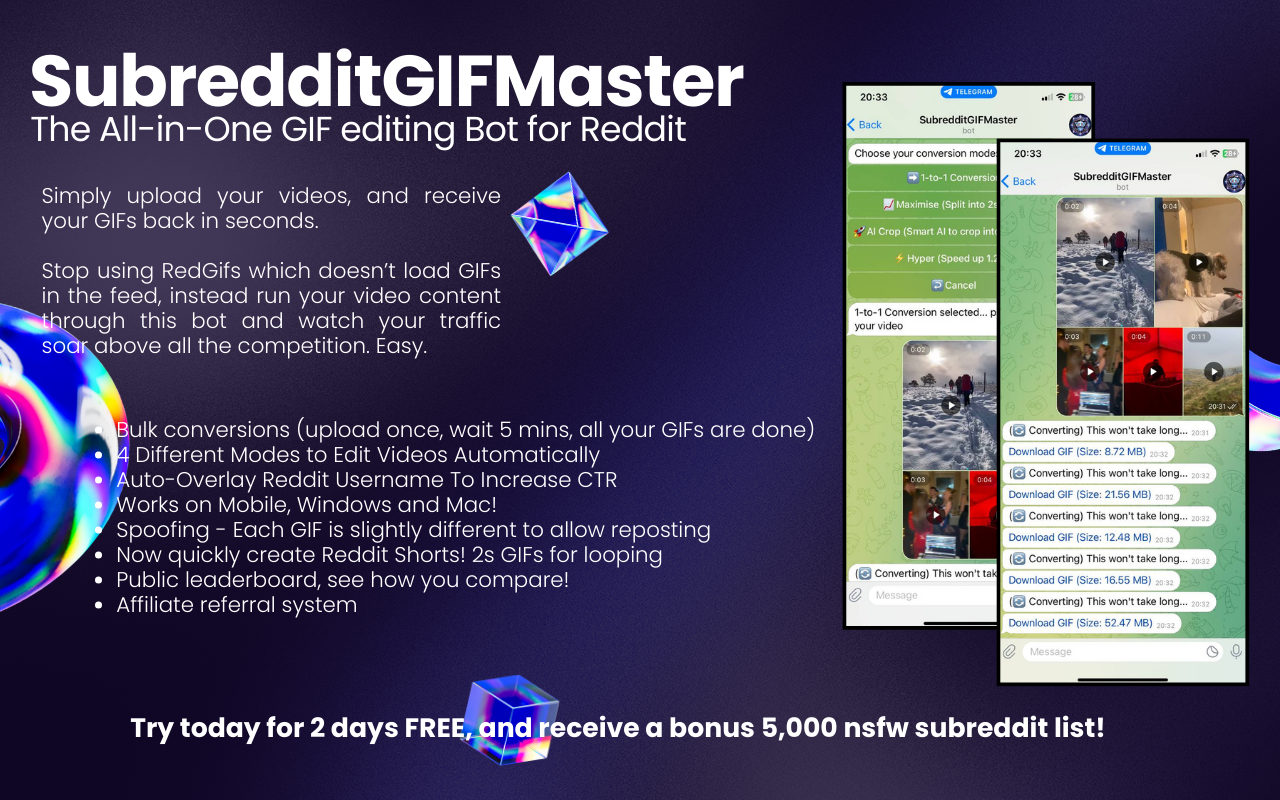 SubredditGIFMaster
The All-in-One GIF editing Bot for Reddit
Simply upload your videos, and receive
your GIFs back in seconds.
Stop using RedGifs which doesn't load GIFs
in the feed, instead run your video content
through this bot and watch your traffic
soar above all the competition. Easy.
• Bulk conversions (upload once, wait 5 mins, all your GIFs are done)
• 4 Different Modes to Edit Videos Automatically
• Auto-Overlay Reddit Username To Increase CTR
• Works on Mobile, Windows and Mac!
• Spoofing - Each GIF is slightly different to allow reposting
• Now quickly create Reddit Shorts! 2s GIFs for looping
• Public leaderboard, see how you compare!
• Affiliate referral system
20:33
TELEGRAM
28+
Back
SubredditGIFMaster
bot
Choose your conversion mode
1-to-1 Conversion
Maximise (Split into 2s
AI Crop (Smart AI to crop into
Hyper (Speed up 1.2
Cancel
1-to-1 Conversion selected... p
your video
0:02
0:03
0:04
(Converting) This won't tak
Message
20:33
TELEGRAM
28+
Back
SubredditGIFMaster
bot
0:02
0:04
0:03
0:04
0:11
20:31
(Converting) This won't take long... 20:31
Download GIF (Size: 8.72 MB) 20:32
(Converting) This won't take long... 20:32
Download GIF (Size: 21.56 MB) 20:32
(Converting) This won't take long... 20:32
Download GIF (Size: 12.48 MB) 20:32
(Converting) This won't take long... 20:32
Download GIF (Size: 16.55 MB) 20:32
(Converting) This won't take long... 20:32
Download GIF (Size: 52.47 MB) 20:32
Message
Try today for 2 days FREE, and receive a bonus 5,000 nsfw subreddit list!